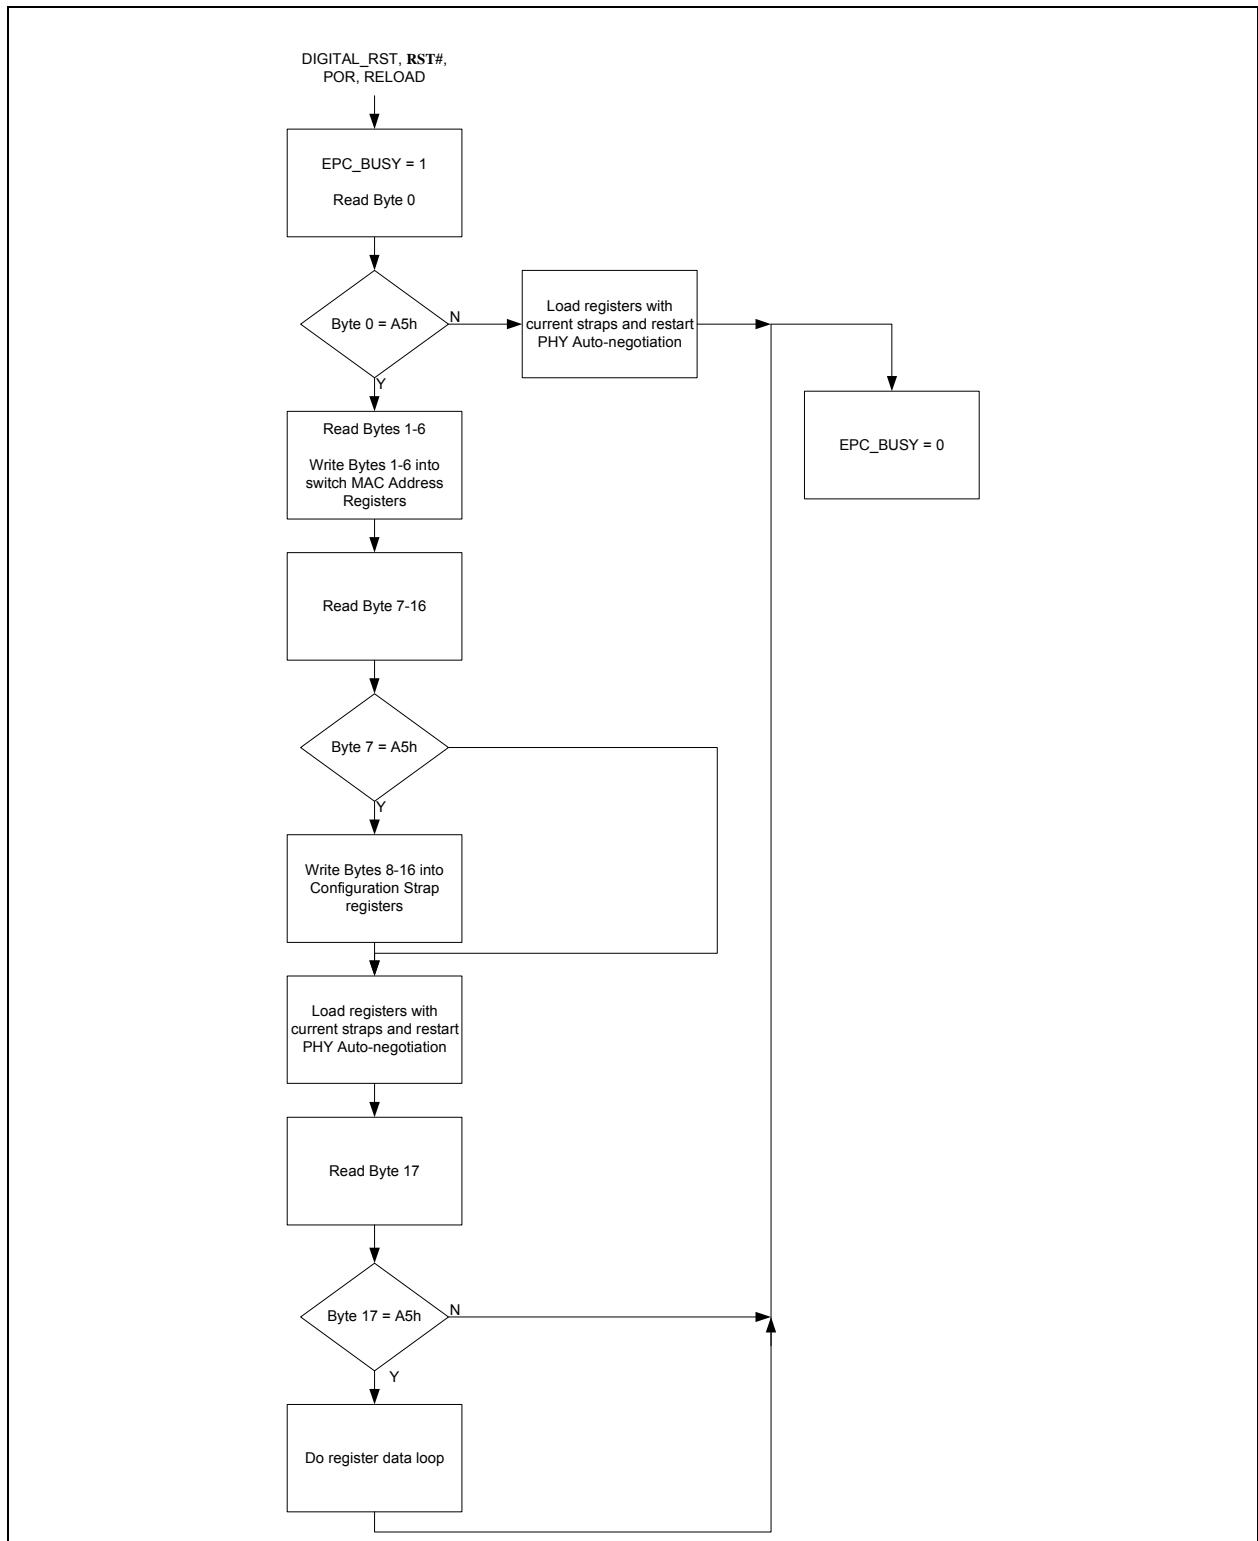 DIGITAL_RST, RST#,
POR, RELOAD
EPC_BUSY = 1
Read Byte 0
Byte 0 = A5h
N
Load registers with
current straps and restart
PHY Auto-negotiation
Y
EPC_BUSY = 0
Read Bytes 1-6
Write Bytes 1-6 into
switch MAC Address
Registers
Read Byte 7-16
Byte 7 = A5h
Y
Write Bytes 8-16 into
Configuration Strap
registers
Load registers with
current straps and restart
PHY Auto-negotiation
Read Byte 17
Byte 17 = A5h
N
Y
Do register data loop